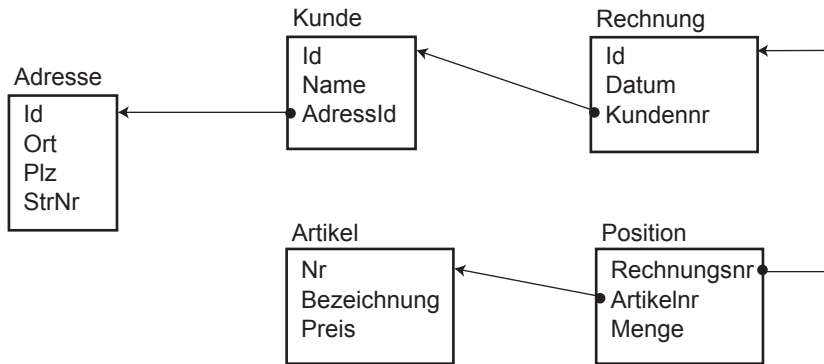 Adresse
Id
Ort
Plz
StrNr
Kunde
Id
Name
AdressId
Rechnung
Id
Datum
Kundennr
Artikel
Nr
Bezeichnung
Preis
Position
Rechnungsnr
Artikelnr
Menge